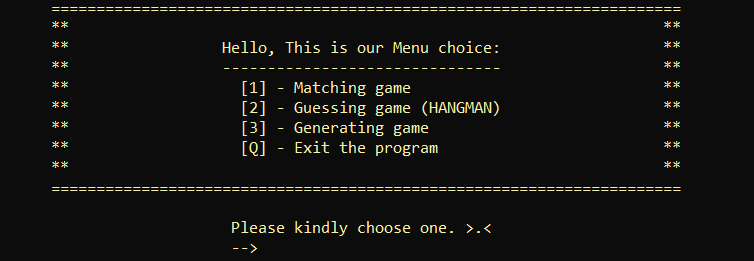 ======================================================================
** **
** Hello, This is our Menu choice: **
** ------------------------------- **
** [1] - Matching game **
** [2] - Guessing game (HANGMAN) **
** [3] - Generating game **
** [Q] - Exit the program **
** **
======================================================================
Please kindly choose one. >.<
-->